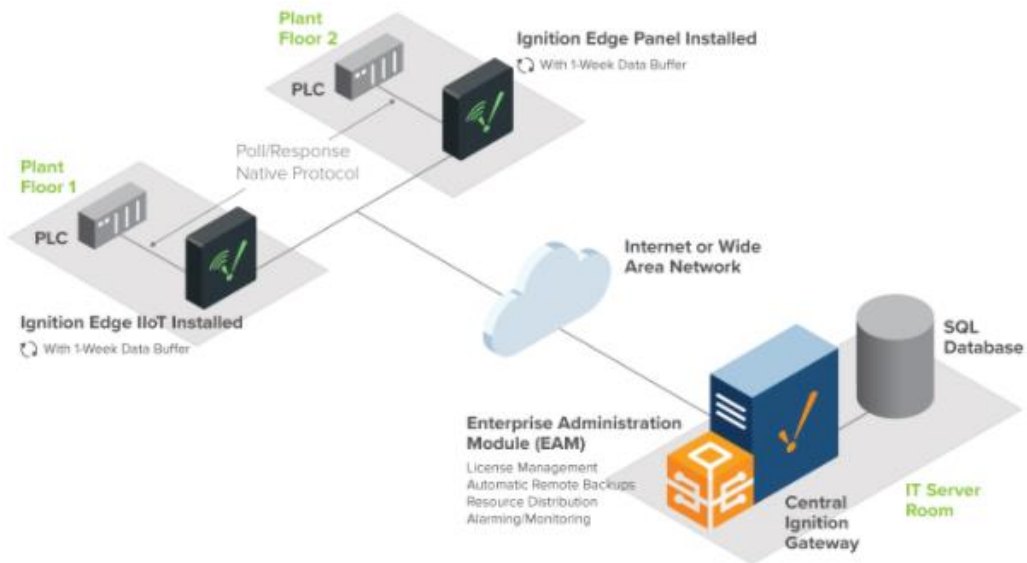 Plant
Floor 2
PLC
Ignition Edge Panel Installed
With 1-Week Data Buffer
Poll/Response
Native Protocol
Plant
Floor 1
PLC
Ignition Edge IIoT Installed
With 1-Week Data Buffer
Internet or Wide
Area Network
SQL
Database
Enterprise Administration
Module (EAM)
License Management
Automatic Remote Backups
Resource Distribution
Alarming/Monitoring
Central
Ignition
Gateway
IT Server
Room